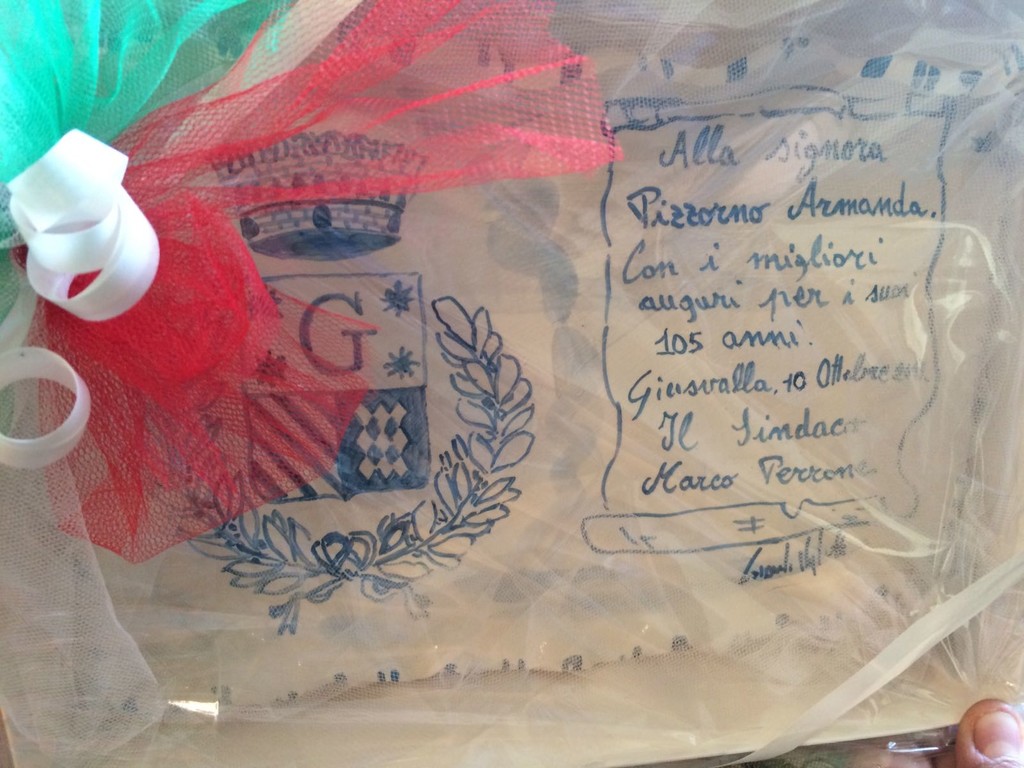 G
Alla Signora
Pizzorno Armanda.
Con i migliori
auguri per i suoi
105 anni.
Giusvalla, 10 Ottobre
Il Sindaco
Marco Perrone